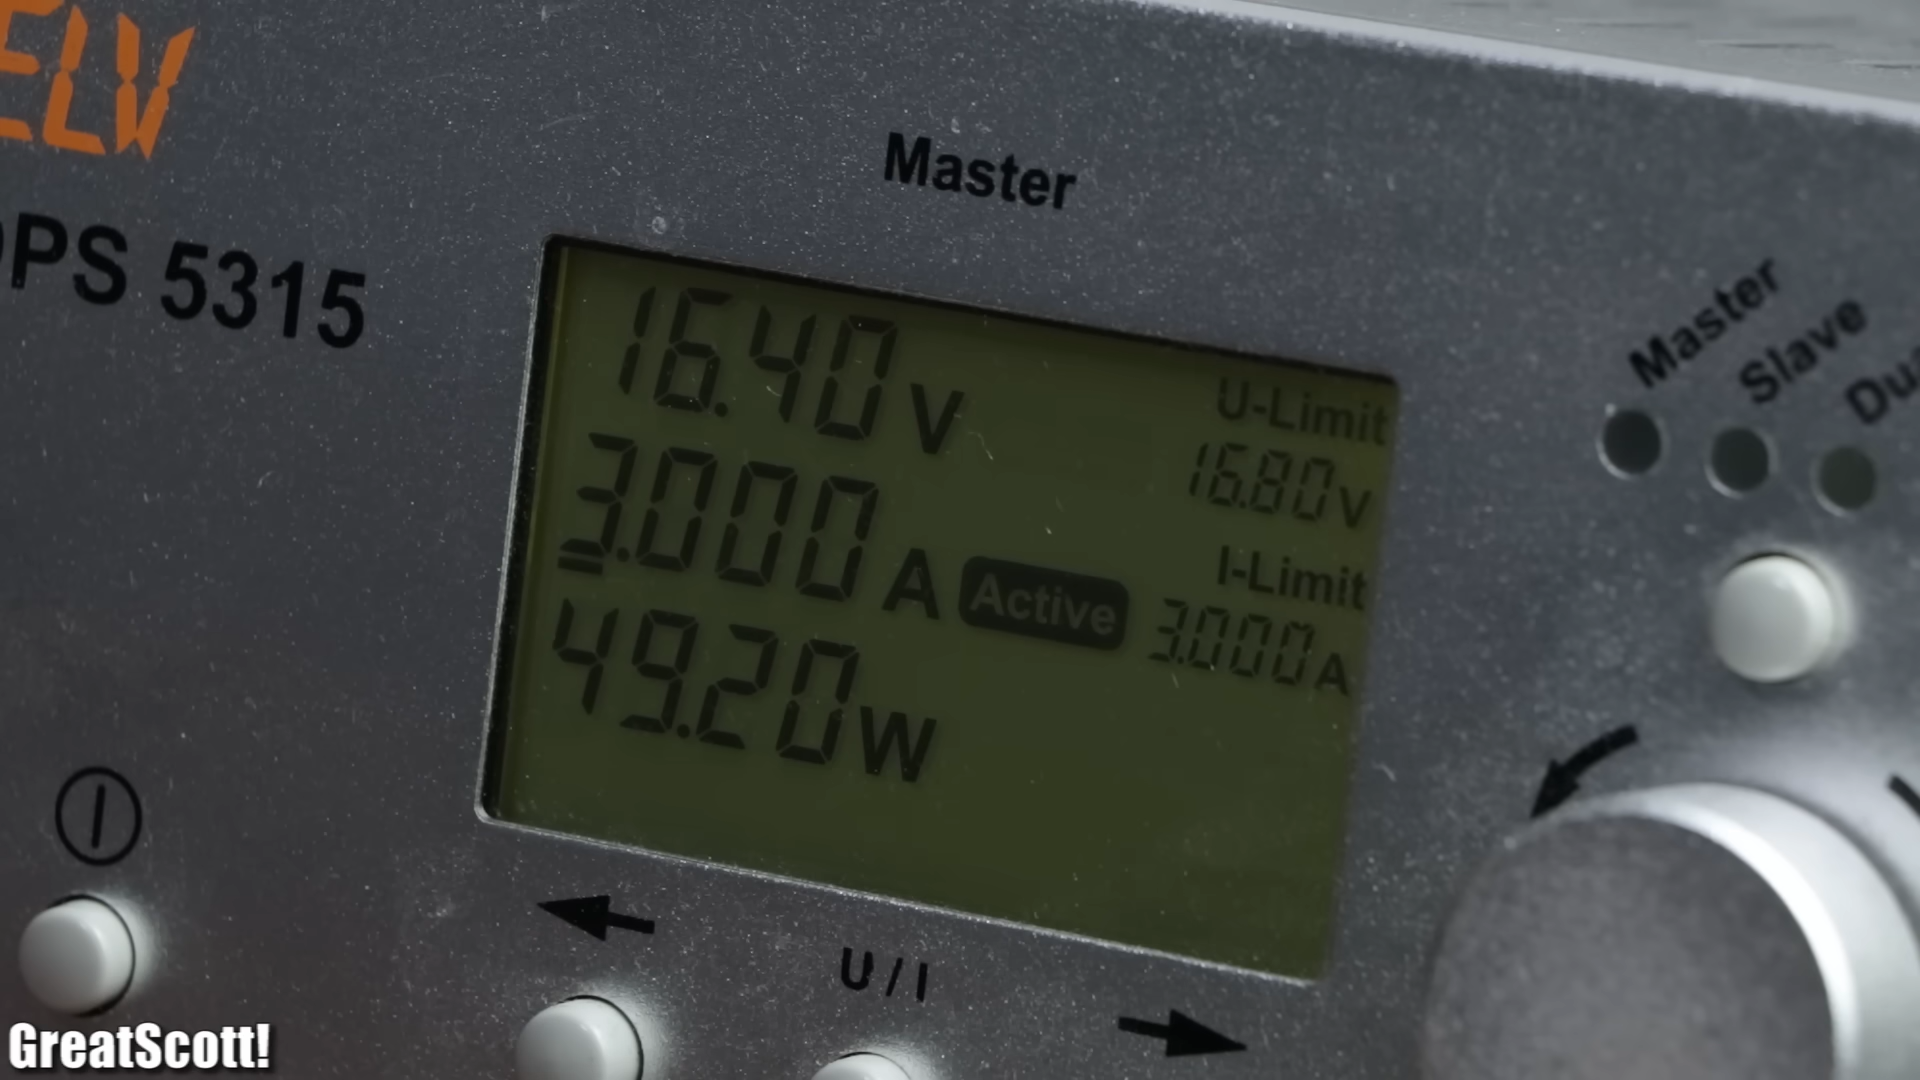 ELV
DPS 5315
Master
16.40 V
3.000 A Active
49.20 W
U-Limit
16.80 V
I-Limit
3.000 A
Master
Slave
U / I
GreatScott!